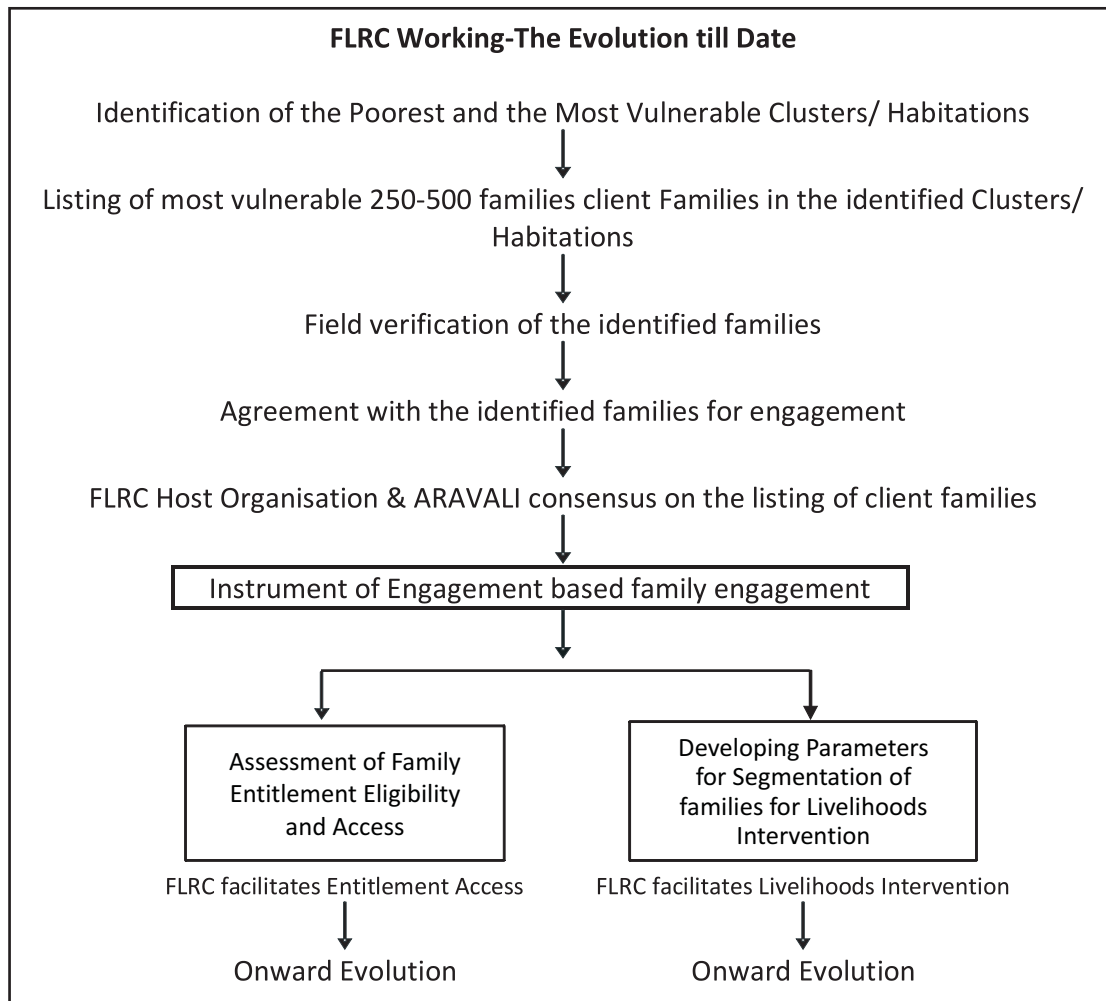 FLRC Working-The Evolution till Date
Identification of the Poorest and the Most Vulnerable Clusters/ Habitations
Listing of most vulnerable 250-500 families client Families in the identified Clusters/
Habitations
Field verification of the identified families
Agreement with the identified families for engagement
FLRC Host Organisation & ARAVALI consensus on the listing of client families
Instrument of Engagement based family engagement
Assessment of Family
Entitlement Eligibility
and Access
FLRC facilitates Entitlement Access
Onward Evolution
Developing Parameters
for Segmentation of
families for Livelihoods
Intervention
FLRC facilitates Livelihoods Intervention
Onward Evolution